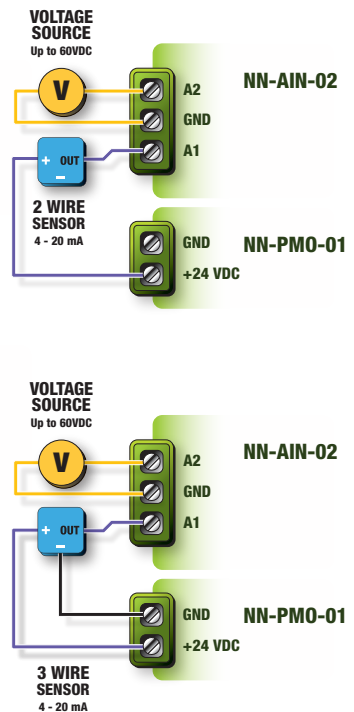 VOLTAGE
SOURCE
Up to 60VDC
V
A2
NN-AIN-02
GND
+ OUT
–
A1
2 WIRE
SENSOR
4 - 20 mA
GND
NN-PMO-01
+24 VDC
VOLTAGE
SOURCE
Up to 60VDC
V
A2
NN-AIN-02
GND
+ OUT
–
A1
GND
NN-PMO-01
+24 VDC
3 WIRE
SENSOR
4 - 20 mA